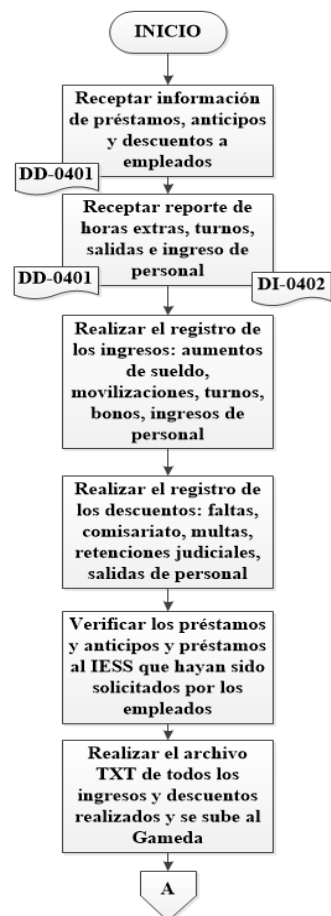 INICIO
Receptar información
de préstamos, anticipos
y descuentos a
empleados
DD-0401
Receptar reporte de
horas extras, turnos,
salidas e ingreso de
personal
DD-0401
DI-0402
Realizar el registro de
los ingresos: aumentos
de sueldo,
movilizaciones, turnos,
bonos, ingresos de
personal
Realizar el registro de
los descuentos: faltas,
comisariato, multas,
retenciones judiciales,
salidas de personal
Verificar los préstamos
y anticipos y préstamos
al IESS que hayan sido
solicitados por los
empleados
Realizar el archivo
TXT de todos los
ingresos y descuentos
realizados y se sube al
Gameda
A